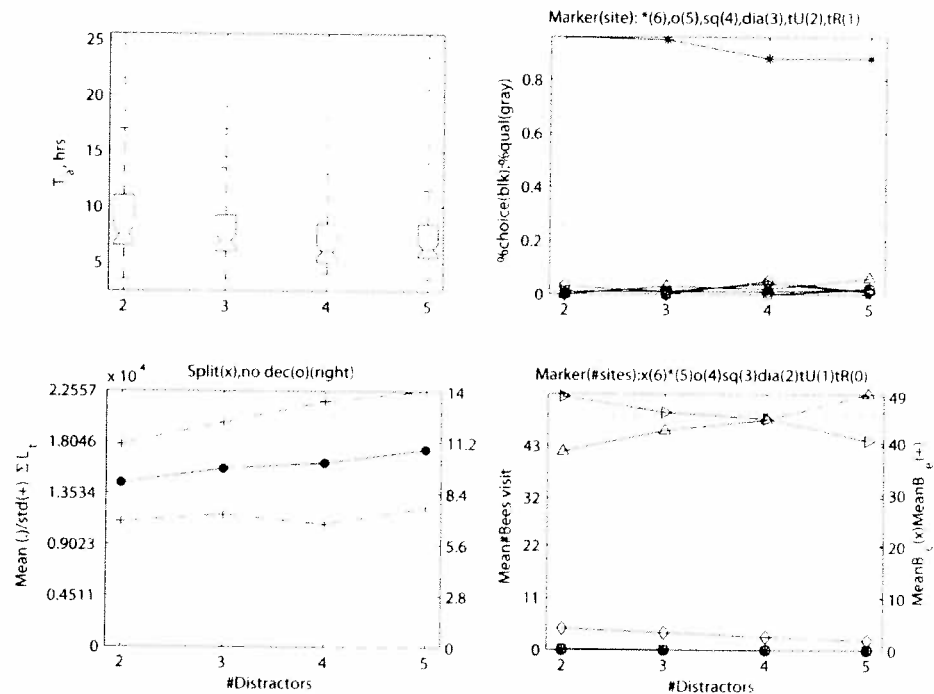 25
20
15
10
5
T_a, hrs
2 3 4 5
Marker(site): *(6),o(5),sq(4),dia(3),tU(2),tR(1)
0.8
0.6
0.4
0.2
0
%choice(blk);%qual(gray)
2 3 4 5
Split(x),no dec(o)(right)
x 10^4
2.2557
1.8046
1.3534
0.9023
0.4511
0
Mean (.)/std(+) Σ L_t
14
11.2
8.4
5.6
2.8
0
2 3 4 5
#Distractors
Marker(#sites):x(6)*(5)o(4)sq(3)dia(2)tU(1)tR(0)
43
32
22
11
0
Mean#Bees visit
49
40
30
20
10
0
(x)MeanB_e(+)
2 3 4 5
#Distractors